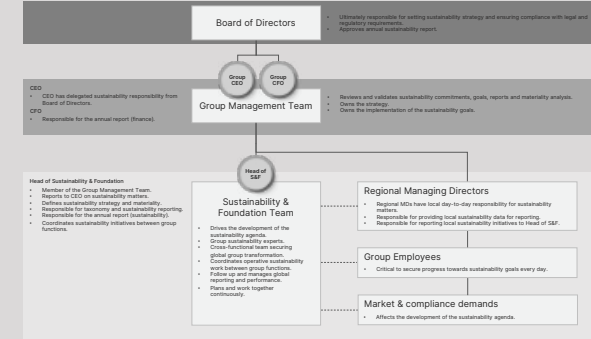 Board of Directors
• Ultimately responsible for setting sustainability strategy and ensuring compliance with legal and
regulatory requirements.
• Approves annual sustainability report.
Group
CEO
Group
CFO
CEO
• CEO has delegated sustainability responsibility from
Board of Directors.
CFO
• Responsible for the annual report (finance).
Group Management Team
• Reviews and validates sustainability commitments, goals, reports and materiality analysis.
• Owns the strategy.
• Owns the implementation of the sustainability goals.
Head of
S&F
Head of Sustainability & Foundation
• Member of the Group Management Team.
• Reports to CEO on sustainability matters.
• Defines sustainability strategy and materiality.
• Responsible for taxonomy and sustainability reporting.
• Responsible for the annual report (sustainability).
• Coordinates sustainability initiatives between group
functions.
Sustainability &
Foundation Team
• Drives the development of the
sustainability agenda.
• Group sustainability experts.
• Cross-functional team securing
global group transformation.
• Coordinates operative sustainability
work between group functions.
• Follow up and manages global
reporting and performance.
• Plans and work together
continuously.
Regional Managing Directors
• Regional MDs have local day-to-day responsibility for sustainability
matters.
• Responsible for providing local sustainability data for reporting.
• Responsible for reporting local sustainability initiatives to Head of S&F.
Group Employees
• Critical to secure progress towards sustainability goals every day.
Market & compliance demands
• Affects the development of the sustainability agenda.